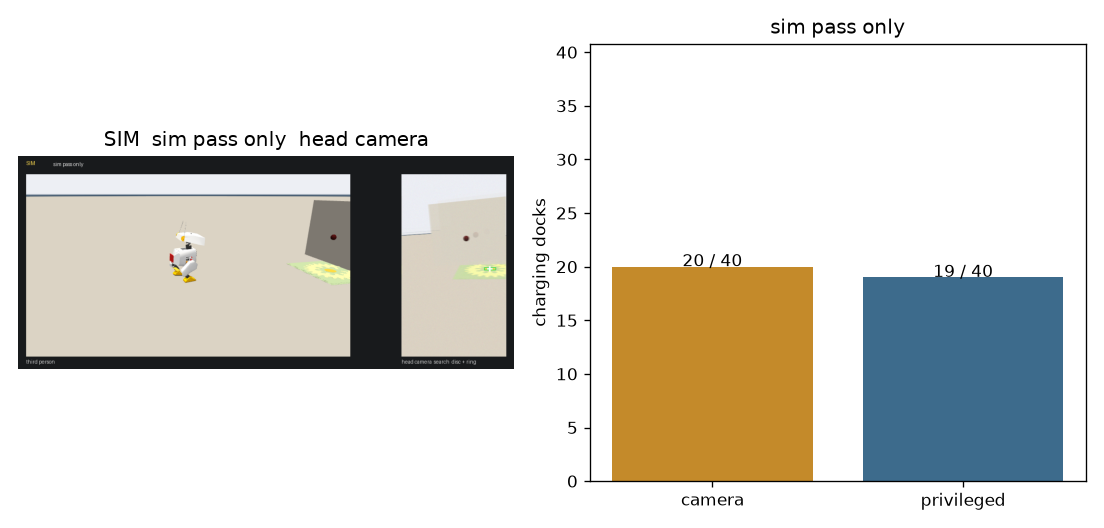 SIM  sim pass only  head camera
SIM sim pass only
third person
head camera search disc + ring
sim pass only
charging docks
40
35
30
25
20
15
10
5
0
20 / 40
19 / 40
camera
privileged